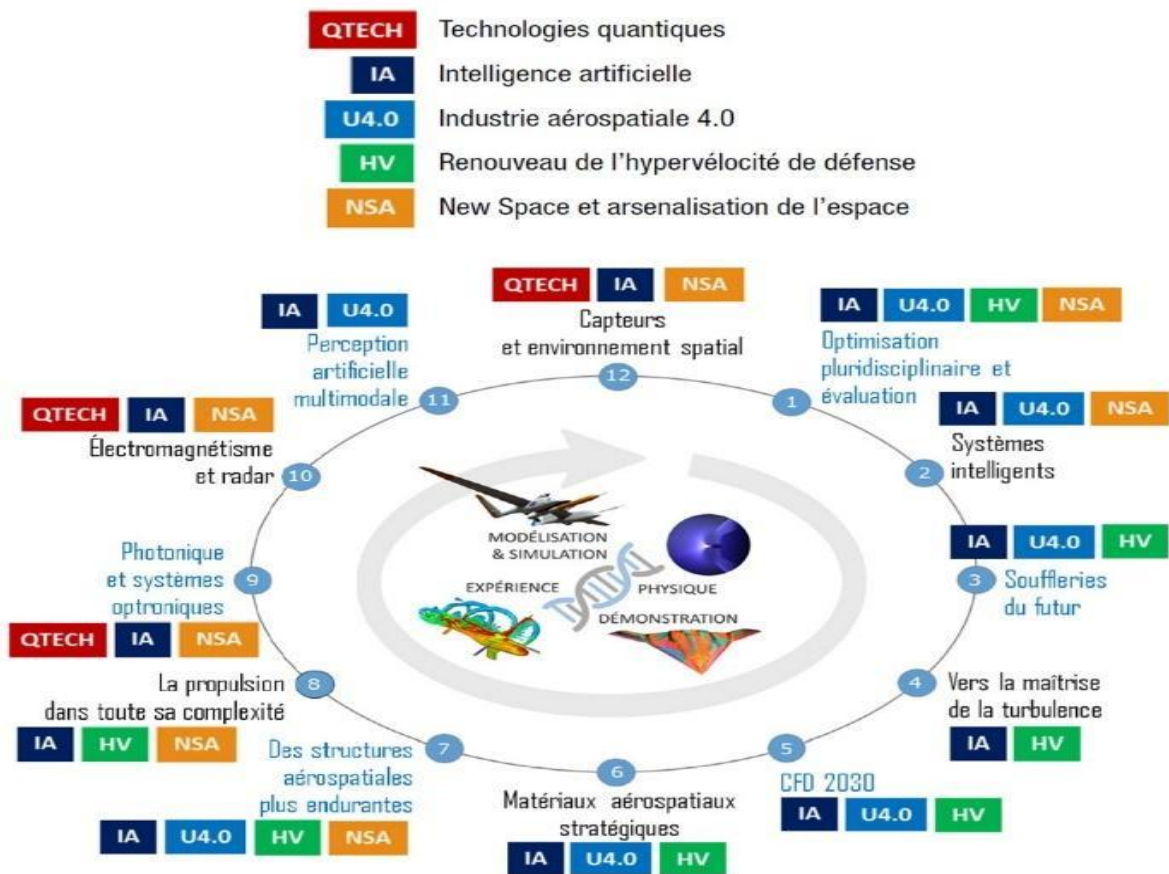 QTECH Technologies quantiques
IA Intelligence artificielle
U4.0 Industrie aérospatiale 4.0
HV Renouveau de l'hypervélocité de défense
NSA New Space et arsenalisation de l'espace
QTECH IA NSA
Capteurs
et environnement spatial
12
IA U4.0 HV NSA
Optimisation
pluridisciplinaire et
évaluation
1
IA U4.0 NSA
Systèmes
intelligents
2
IA U4.0 HV
3
Souffleries
du futur
4
Vers la maîtrise
de la turbulence
IA HV
5
CFD 2030
IA U4.0 HV
6
Matériaux aérospatiaux
stratégiques
IA U4.0 HV
7
Des structures
aérospatiales
plus endurantes
IA U4.0 HV NSA
8
La propulsion
dans toute sa complexité
IA HV NSA
9
Photonique
et systèmes
optroniques
QTECH IA NSA
QTECH IA NSA
Électromagnétisme
et radar
10
IA U4.0
Perception
artificielle
multimodale
11
MODÉLISATION
& SIMULATION
EXPÉRIENCE
PHYSIQUE
DÉMONSTRATION